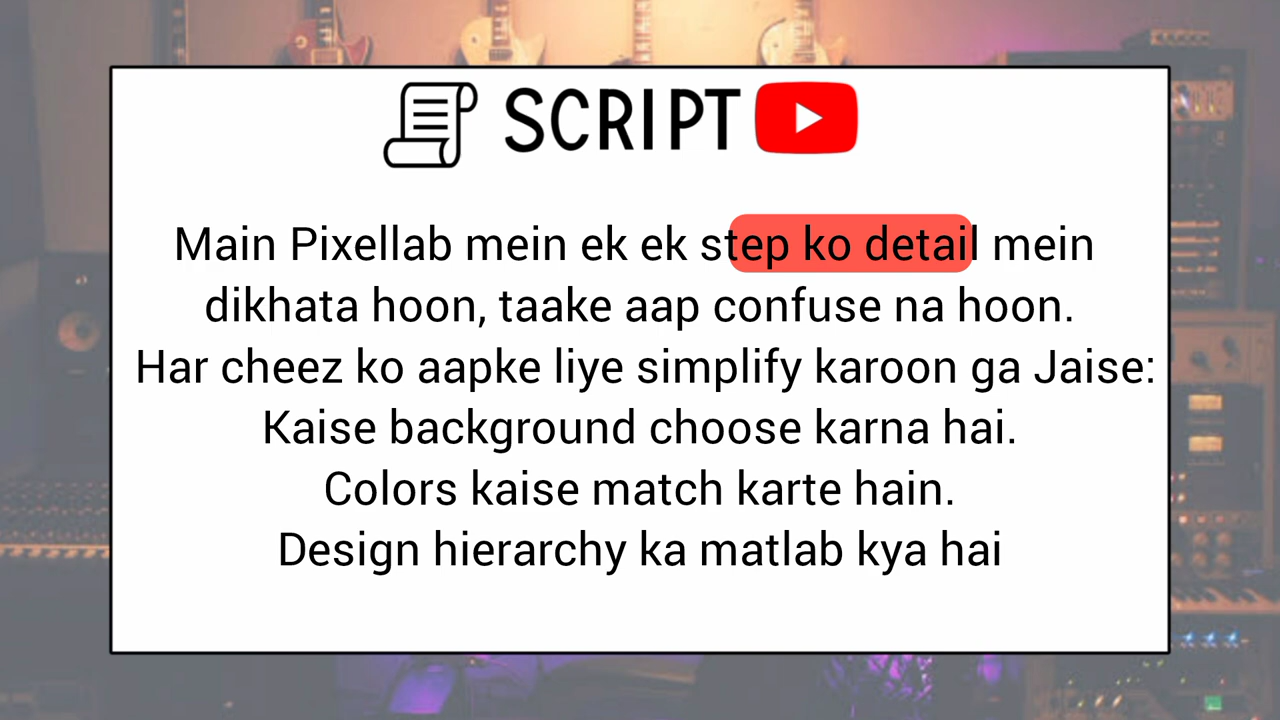 SCRIPT
Main Pixellab mein ek ek step ko detail mein
dikhata hoon, taake aap confuse na hoon.
Har cheez ko aapke liye simplify karoon ga Jaise:
Kaise background choose karna hai.
Colors kaise match karte hain.
Design hierarchy ka matlab kya hai